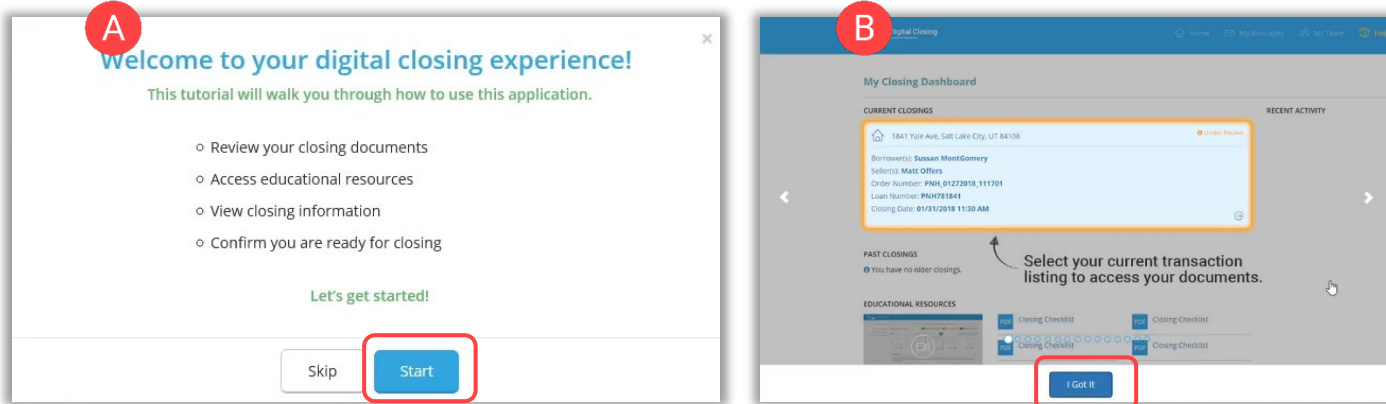 A
Welcome to your digital closing experience!
This tutorial will walk you through how to use this application.
Review your closing documents
Access educational resources
View closing information
Confirm you are ready for closing
Let's get started!
Skip
Start
B
Digital Closing
Home
My Messages
My Team
My Closing Dashboard
CURRENT CLOSINGS
RECENT ACTIVITY
1841 Yale Ave, Salt Lake City, UT 84108
Under Review
Borrower(s): Sussan MontGomery
Seller(s): Matt Offers
Order Number: PNH_01272018_111701
Loan Number: PNH781841
Closing Date: 01/31/2018 11:30 AM
PAST CLOSINGS
You have no older closings.
Select your current transaction
listing to access your documents.
EDUCATIONAL RESOURCES
PDF Closing Checklist
PDF Closing Checklist
PDF Closing Checklist
PDF Closing Checklist
I Got It